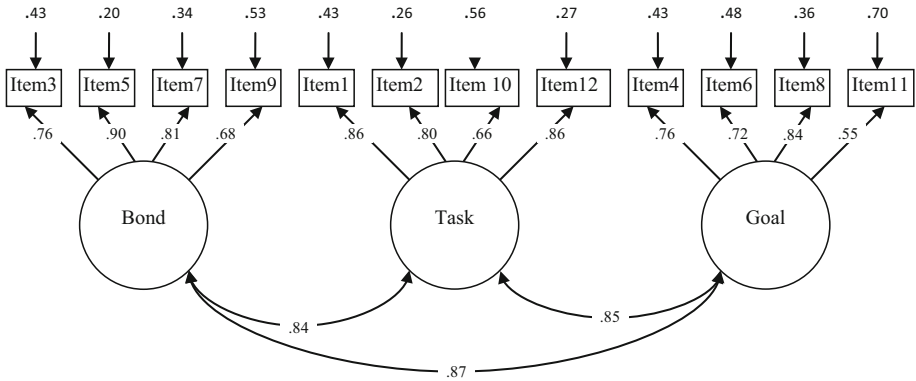 .43 .20 .34 .53 .43 .26 .56 .27 .43 .48 .36 .70
Item3 Item5 Item7 Item9 Item1 Item2 Item 10 Item12 Item4 Item6 Item8 Item11
.76 .90 .81 .68 .86 .80 .66 .86 .76 .72 .84 .55
Bond Task Goal
.84 .85
.87